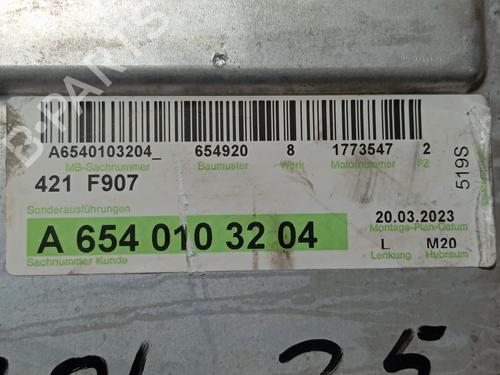 A6540103204_ 654920 8 1773547 2
MB-Sachnummer Baumuster Werk Motornummer PZ
421 F907
519S
Sonderausführungen
20.03.2023
Montage-Plan-Datum
A 654 010 32 04
L M20
Sachnummer Kunde
Lenkung Hubraum
B-PARTS